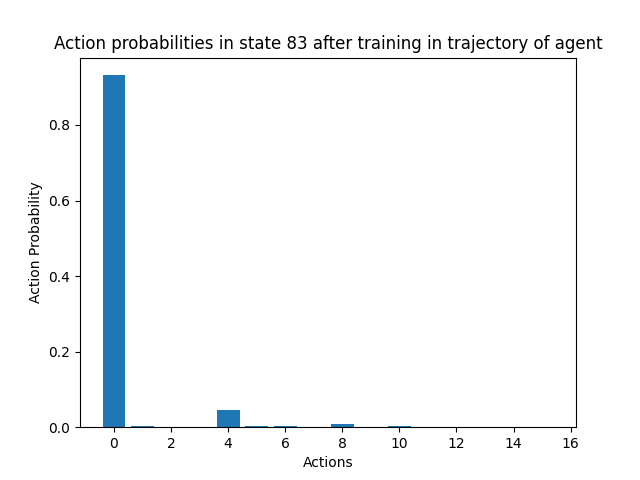 Action probabilities in state 83 after training in trajectory of agent
0.8
0.6
0.4
0.2
0.0
Action Probability
0 2 4 6 8 10 12 14 16
Actions